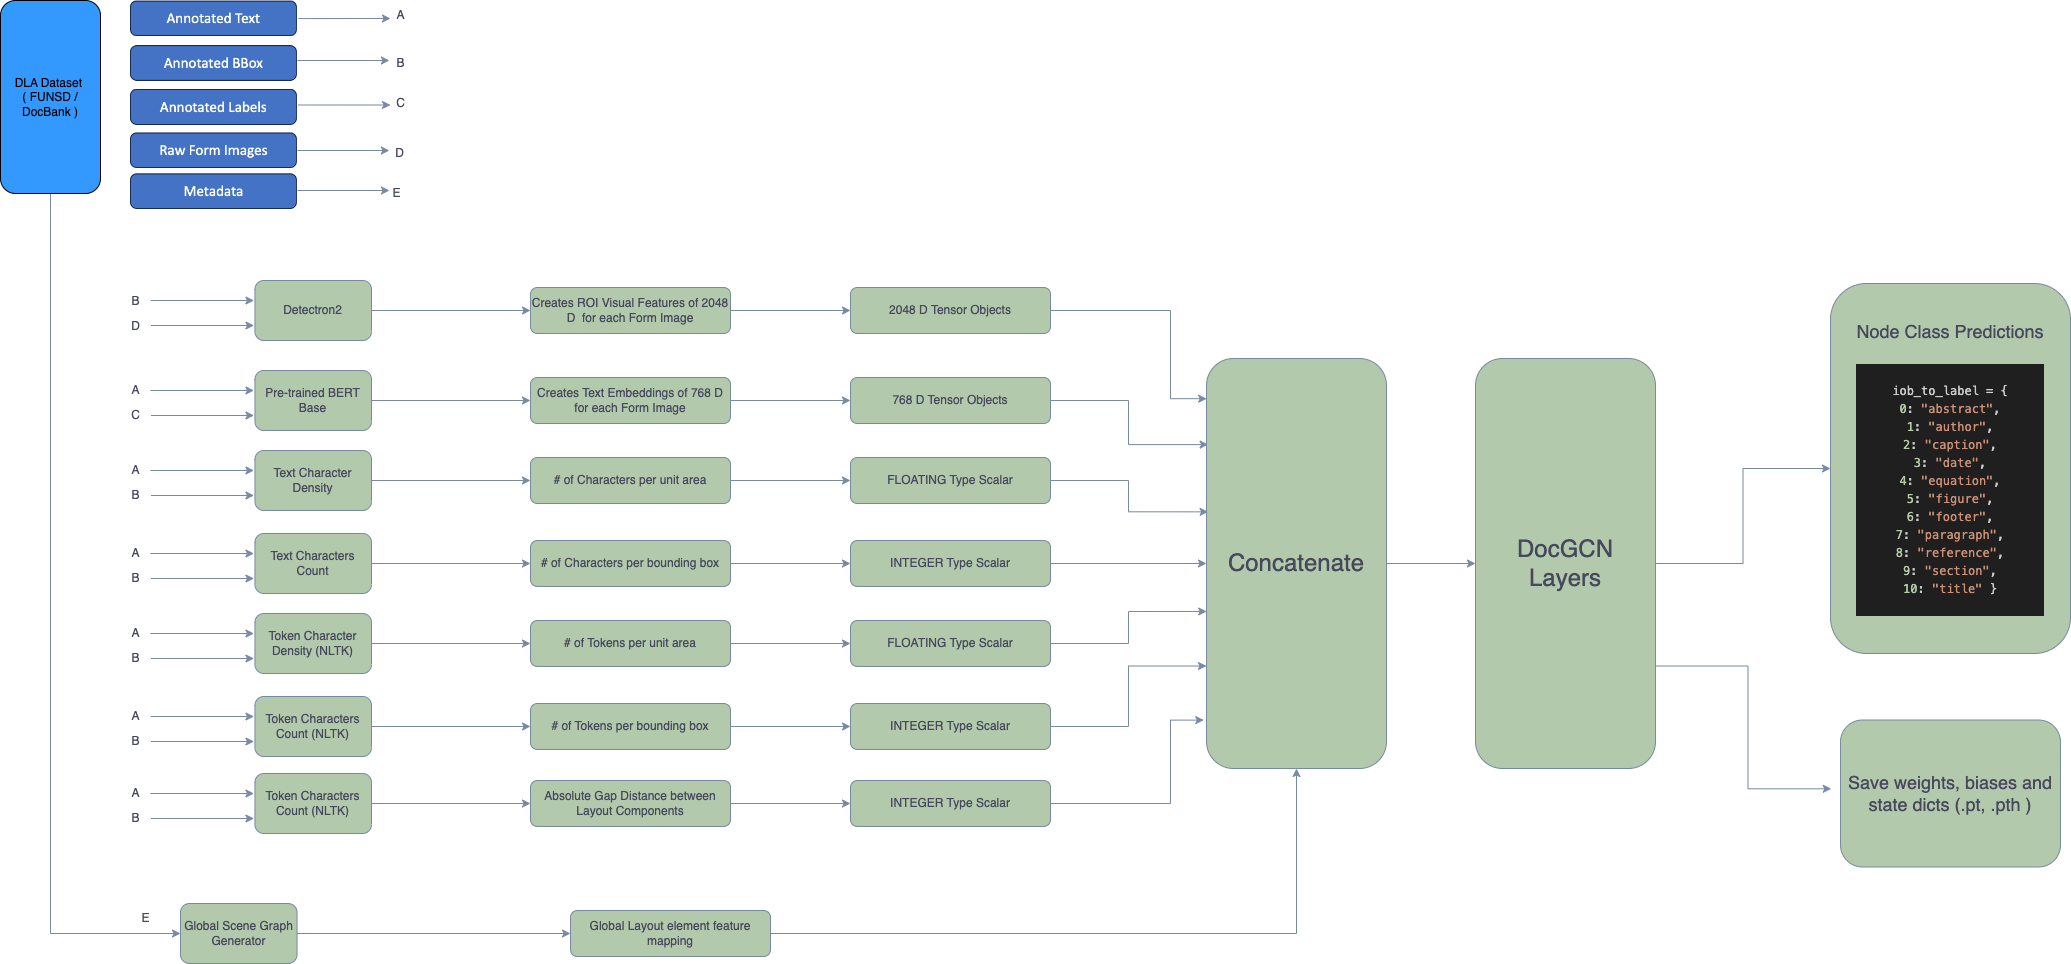 DLA Dataset
( FUNSD /
DocBank )
Annotated Text
A
Annotated BBox
B
Annotated Labels
C
Raw Form Images
D
Metadata
E
B
D
Detectron2
Creates ROI Visual Features of 2048
D for each Form Image
2048 D Tensor Objects
A
C
Pre-trained BERT
Base
Creates Text Embeddings of 768 D
for each Form Image
768 D Tensor Objects
A
B
Text Character
Density
# of Characters per unit area
FLOATING Type Scalar
A
B
Text Characters
Count
# of Characters per bounding box
INTEGER Type Scalar
A
B
Token Character
Density (NLTK)
# of Tokens per unit area
FLOATING Type Scalar
A
B
Token Characters
Count (NLTK)
# of Tokens per bounding box
INTEGER Type Scalar
A
B
Token Characters
Count (NLTK)
Absolute Gap Distance between
Layout Components
INTEGER Type Scalar
E
Global Scene Graph
Generator
Global Layout element feature
mapping
Concatenate
DocGCN
Layers
Node Class Predictions
iob_to_label = {
0: "abstract",
1: "author",
2: "caption",
3: "date",
4: "equation",
5: "figure",
6: "footer",
7: "paragraph",
8: "reference",
9: "section",
10: "title" }
Save weights, biases and
state dicts (.pt, .pth )